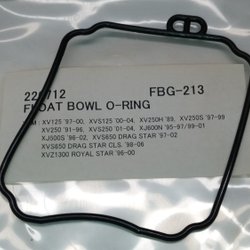 FBG-213
FLOAT BOWL O-RING
: XV125 '97-00, XVS125 '00-04, XV250H '89, XV250S '97-99
XV250 '91-96, XVS250 '01-04, XJ600N '95-97/99-01
XJ600S '96-02, XVS650 DRAG STAR '97-02
XVS650 DRAG STAR CLS. '98-06
XVZ1300 ROYAL STAR '96-00